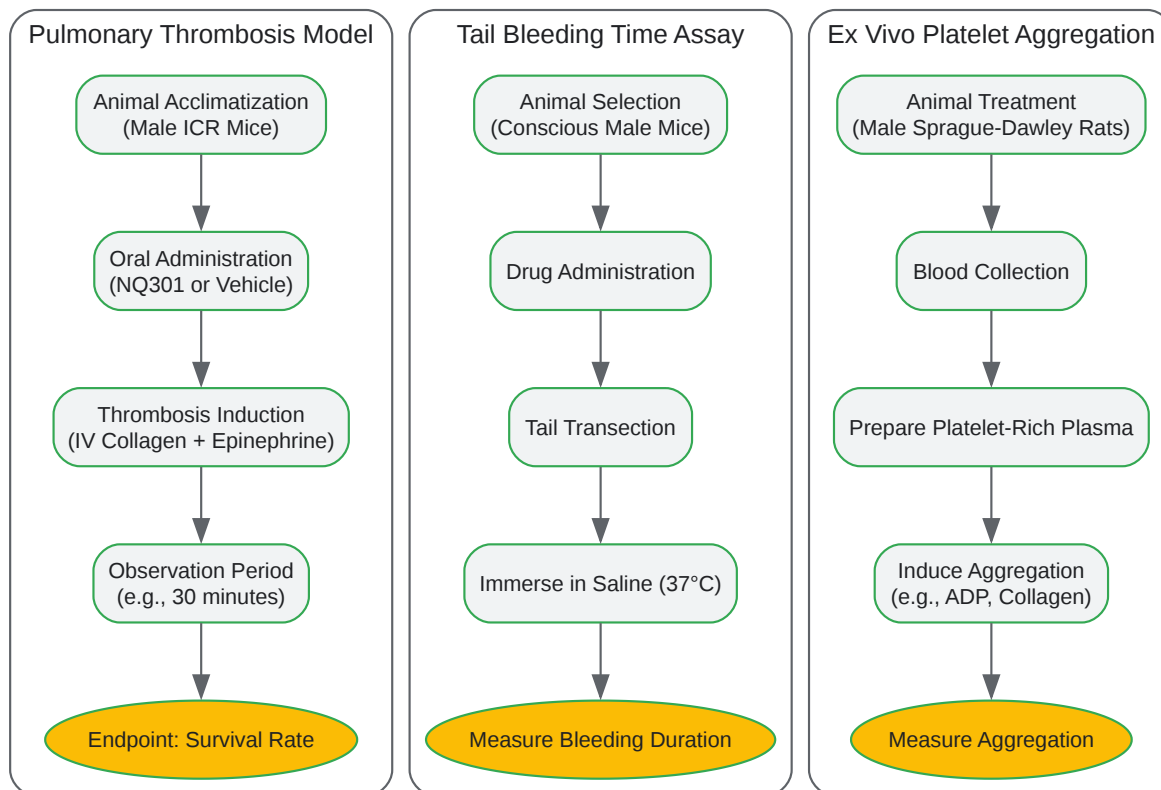 Pulmonary Thrombosis Model
Animal Acclimatization
(Male ICR Mice)
Oral Administration
(NQ301 or Vehicle)
Thrombosis Induction
(IV Collagen + Epinephrine)
Observation Period
(e.g., 30 minutes)
Endpoint: Survival Rate
Tail Bleeding Time Assay
Animal Selection
(Conscious Male Mice)
Drug Administration
Tail Transection
Immerse in Saline (37°C)
Measure Bleeding Duration
Ex Vivo Platelet Aggregation
Animal Treatment
(Male Sprague-Dawley Rats)
Blood Collection
Prepare Platelet-Rich Plasma
Induce Aggregation
(e.g., ADP, Collagen)
Measure Aggregation